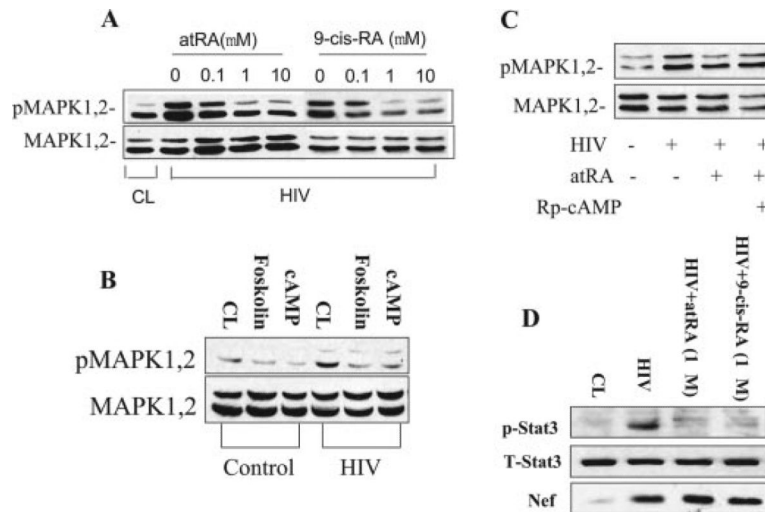 A
atRA(mM) 9-cis-RA (mM)
0 0.1 1 10 0 0.1 1 10
pMAPK1,2-
MAPK1,2-
CL HIV
B
CL Foskolin cAMP CL Foskolin cAMP
pMAPK1,2
MAPK1,2
Control HIV
C
pMAPK1,2-
MAPK1,2-
HIV - + + +
atRA - - + +
Rp-cAMP +
D
CL HIV HIV+atRA (1 M) HIV+9-cis-RA (1 M)
p-Stat3
T-Stat3
Nef